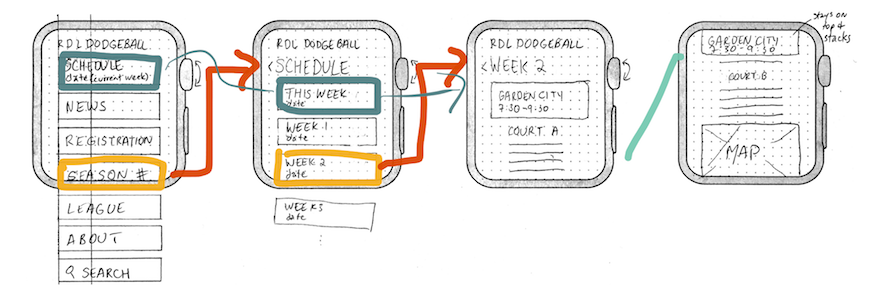 RDL DODGEBALL
SCHEDULE
date (current week)
NEWS
REGISTRATION
SEASON #
LEAGUE
ABOUT
SEARCH
RDL DODGEBALL
<SCHEDULE
THIS WEEK
date
WEEK 1
date
WEEK 2
date
WEEK 3
date
RDL DODGEBALL
<WEEK 2
GARDEN CITY
7:30-9:30
COURT A
stays on
top &
stacks
GARDEN CITY
7:30-9:30
COURT B
MAP